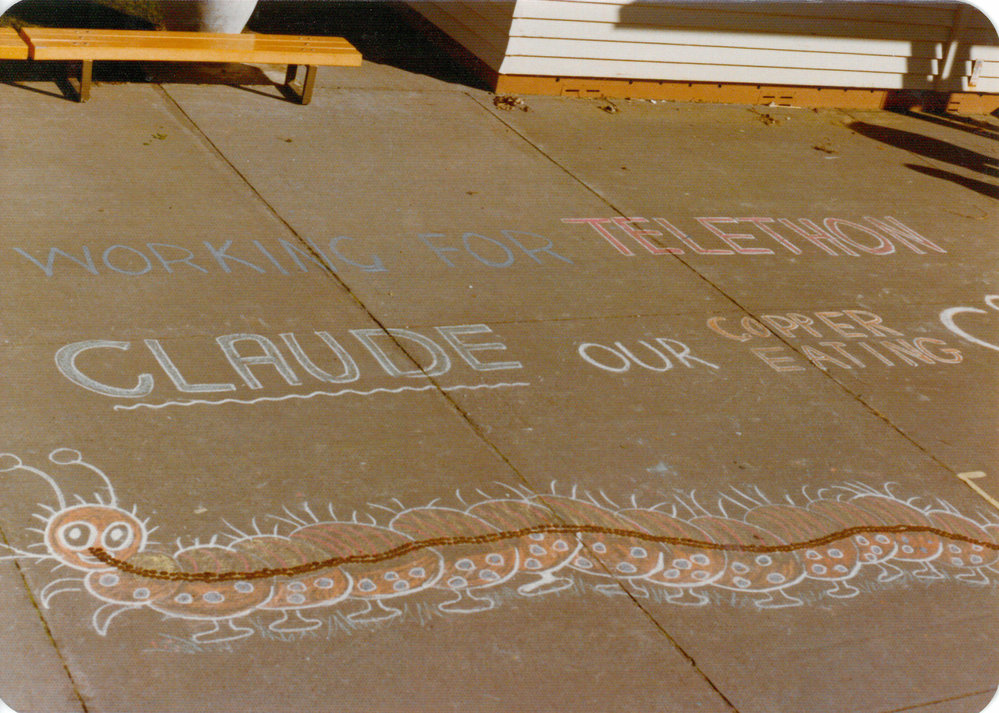 WORKING FOR TELETHON
CLAUDE OUR COPPER
EATING